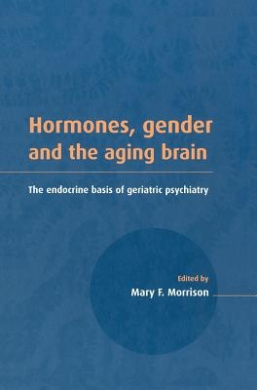 Hormones, gender
and the aging brain
The endocrine basis of geriatric psychiatry
Edited by
Mary F. Morrison